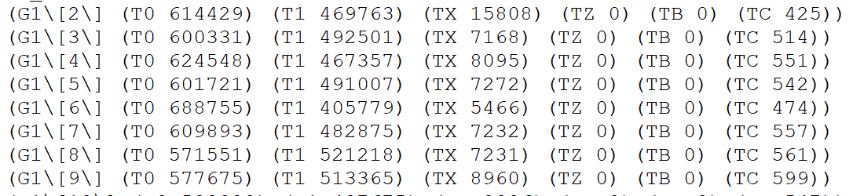 (G1\[2\] (T0 614429) (T1 469763) (TX 15808) (TZ 0) (TB 0) (TC 425))
(G1\[3\] (T0 600331) (T1 492501) (TX 7168) (TZ 0) (TB 0) (TC 514))
(G1\[4\] (T0 624548) (T1 467357) (TX 8095) (TZ 0) (TB 0) (TC 551))
(G1\[5\] (T0 601721) (T1 491007) (TX 7272) (TZ 0) (TB 0) (TC 542))
(G1\[6\] (T0 688755) (T1 405779) (TX 5466) (TZ 0) (TB 0) (TC 474))
(G1\[7\] (T0 609893) (T1 482875) (TX 7232) (TZ 0) (TB 0) (TC 557))
(G1\[8\] (T0 571551) (T1 521218) (TX 7231) (TZ 0) (TB 0) (TC 561))
(G1\[9\] (T0 577675) (T1 513365) (TX 8960) (TZ 0) (TB 0) (TC 599))